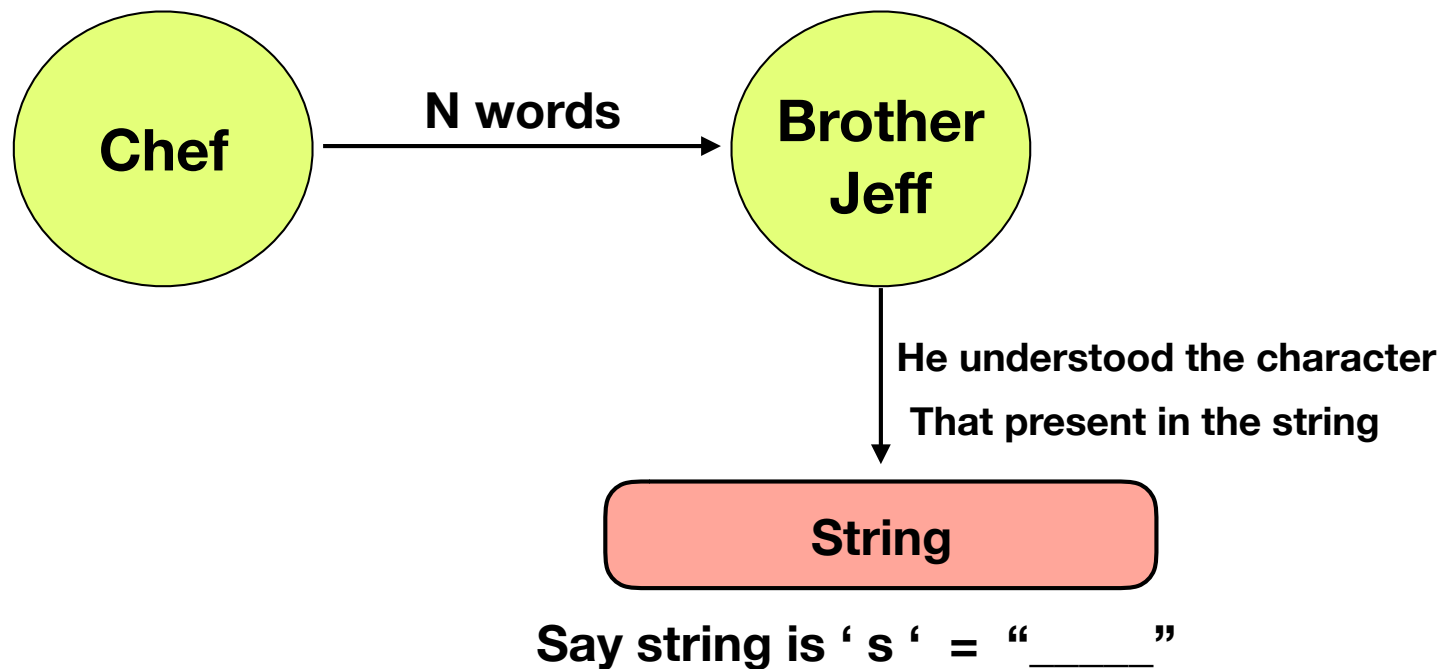 Chef
N words
Brother
Jeff
He understood the character
That present in the string
String
Say string is ‘ s ‘ = “_____”